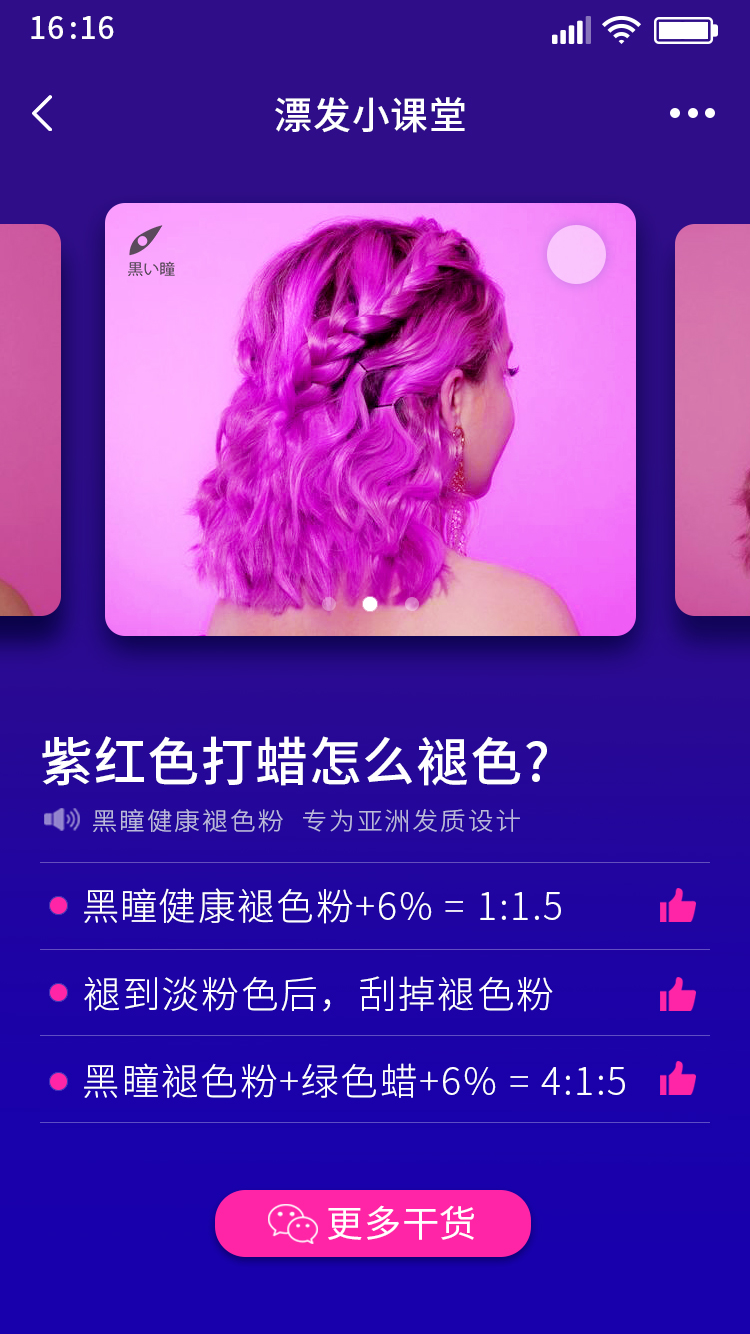 16:16
漂发小课堂
黒い瞳
紫红色打蜡怎么褪色?
黑瞳健康褪色粉 专为亚洲发质设计
黑瞳健康褪色粉+6% = 1:1.5
褪到淡粉色后，刮掉褪色粉
黑瞳褪色粉+绿色蜡+6% = 4:1:5
更多干货